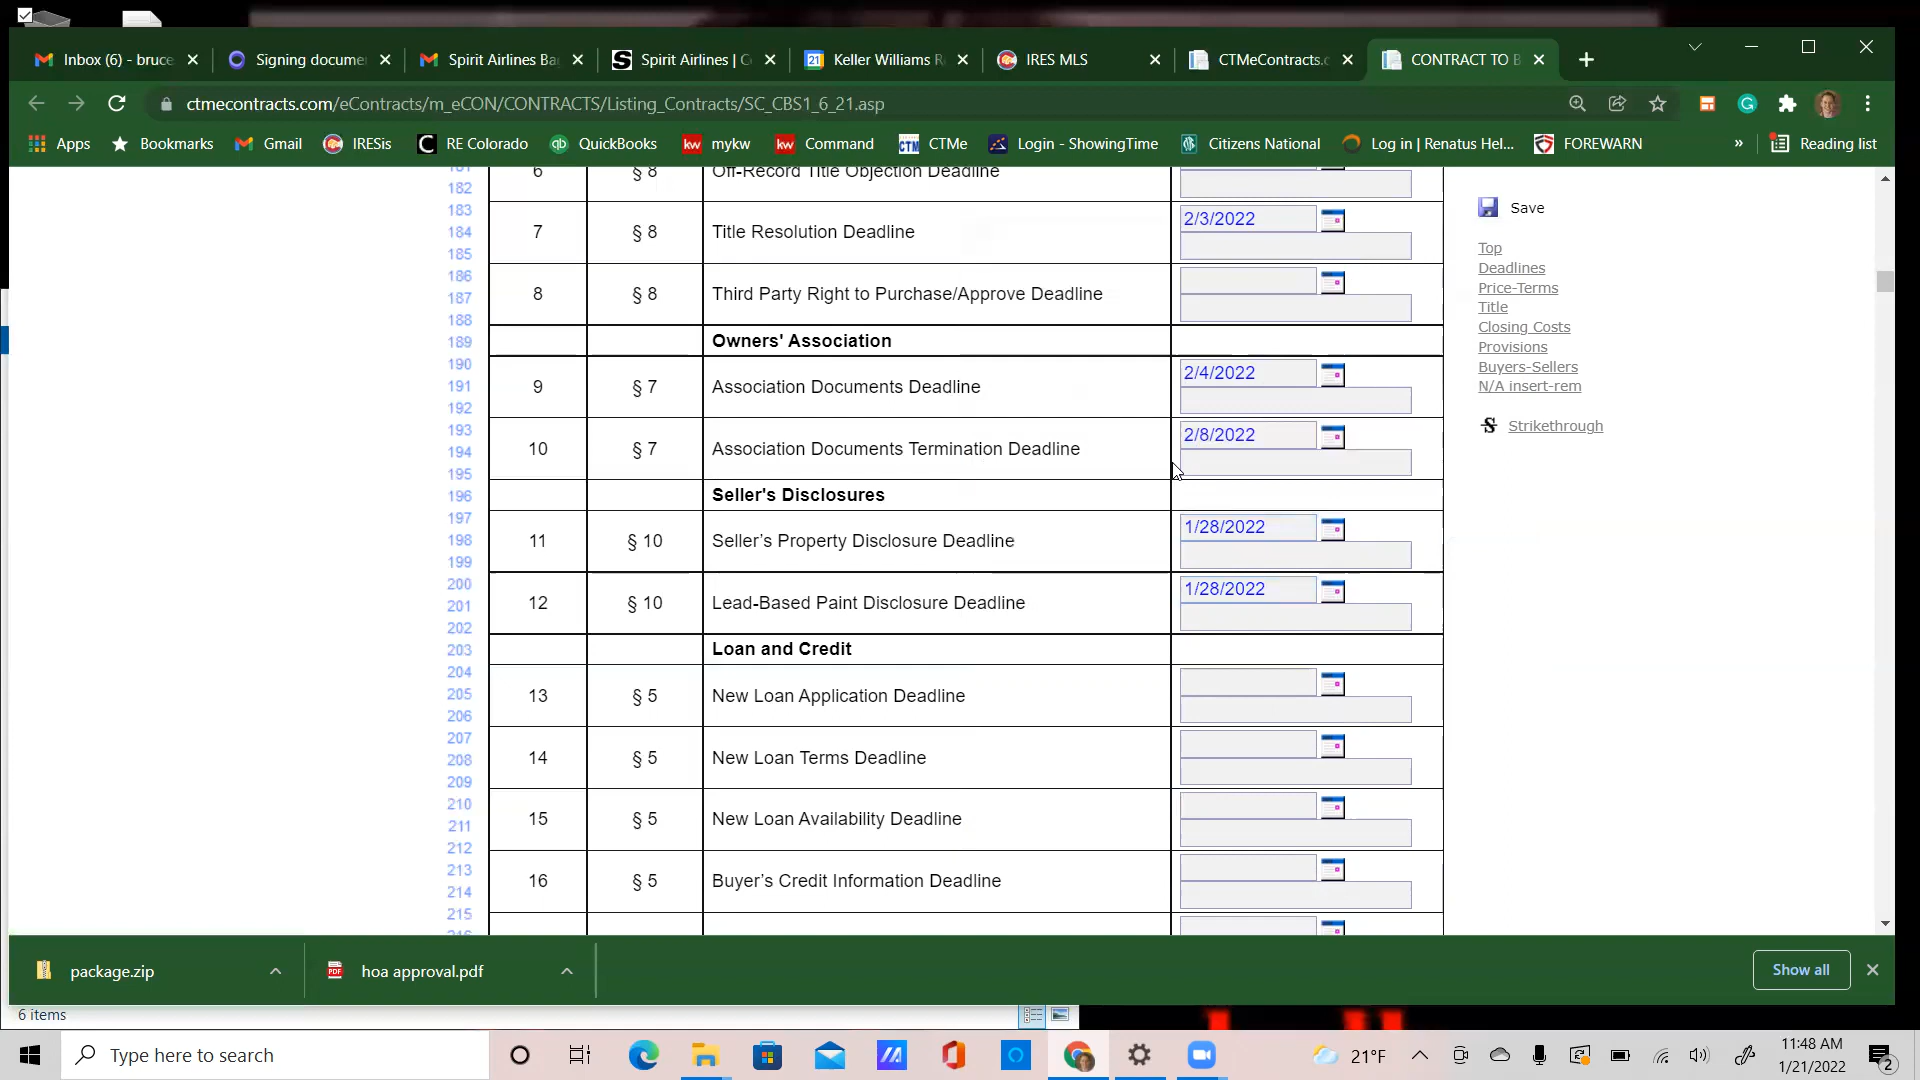 Inbox (6) - bruce
Signing docume
Spirit Airlines Ba
Spirit Airlines | C
Keller Williams R
IRES MLS
CTMeContracts.c
CONTRACT TO B
ctmecontracts.com/eContracts/m_eCON/CONTRACTS/Listing_Contracts/SC_CBS1_6_21.asp
Apps
Bookmarks
Gmail
IRESis
RE Colorado
QuickBooks
mykw
Command
CTMe
Login - ShowingTime
Citizens National
Log in | Renatus Hel...
FOREWARN
»
Reading list
181
182
183
184
185
186
187
188
189
190
191
192
193
194
195
196
197
198
199
200
201
202
203
204
205
206
207
208
209
210
211
212
213
214
215
216
6 § 8 Off-Record Title Objection Deadline
7 § 8 Title Resolution Deadline 2/3/2022
8 § 8 Third Party Right to Purchase/Approve Deadline
Owners' Association
9 § 7 Association Documents Deadline 2/4/2022
10 § 7 Association Documents Termination Deadline 2/8/2022
Seller's Disclosures
11 § 10 Seller’s Property Disclosure Deadline 1/28/2022
12 § 10 Lead-Based Paint Disclosure Deadline 1/28/2022
Loan and Credit
13 § 5 New Loan Application Deadline
14 § 5 New Loan Terms Deadline
15 § 5 New Loan Availability Deadline
16 § 5 Buyer’s Credit Information Deadline
Save
Top
Deadlines
Price-Terms
Title
Closing Costs
Provisions
Buyers-Sellers
N/A insert-rem
S Strikethrough
package.zip
hoa approval.pdf
Show all
6 items
Type here to search
21°F
11:48 AM
1/21/2022
2